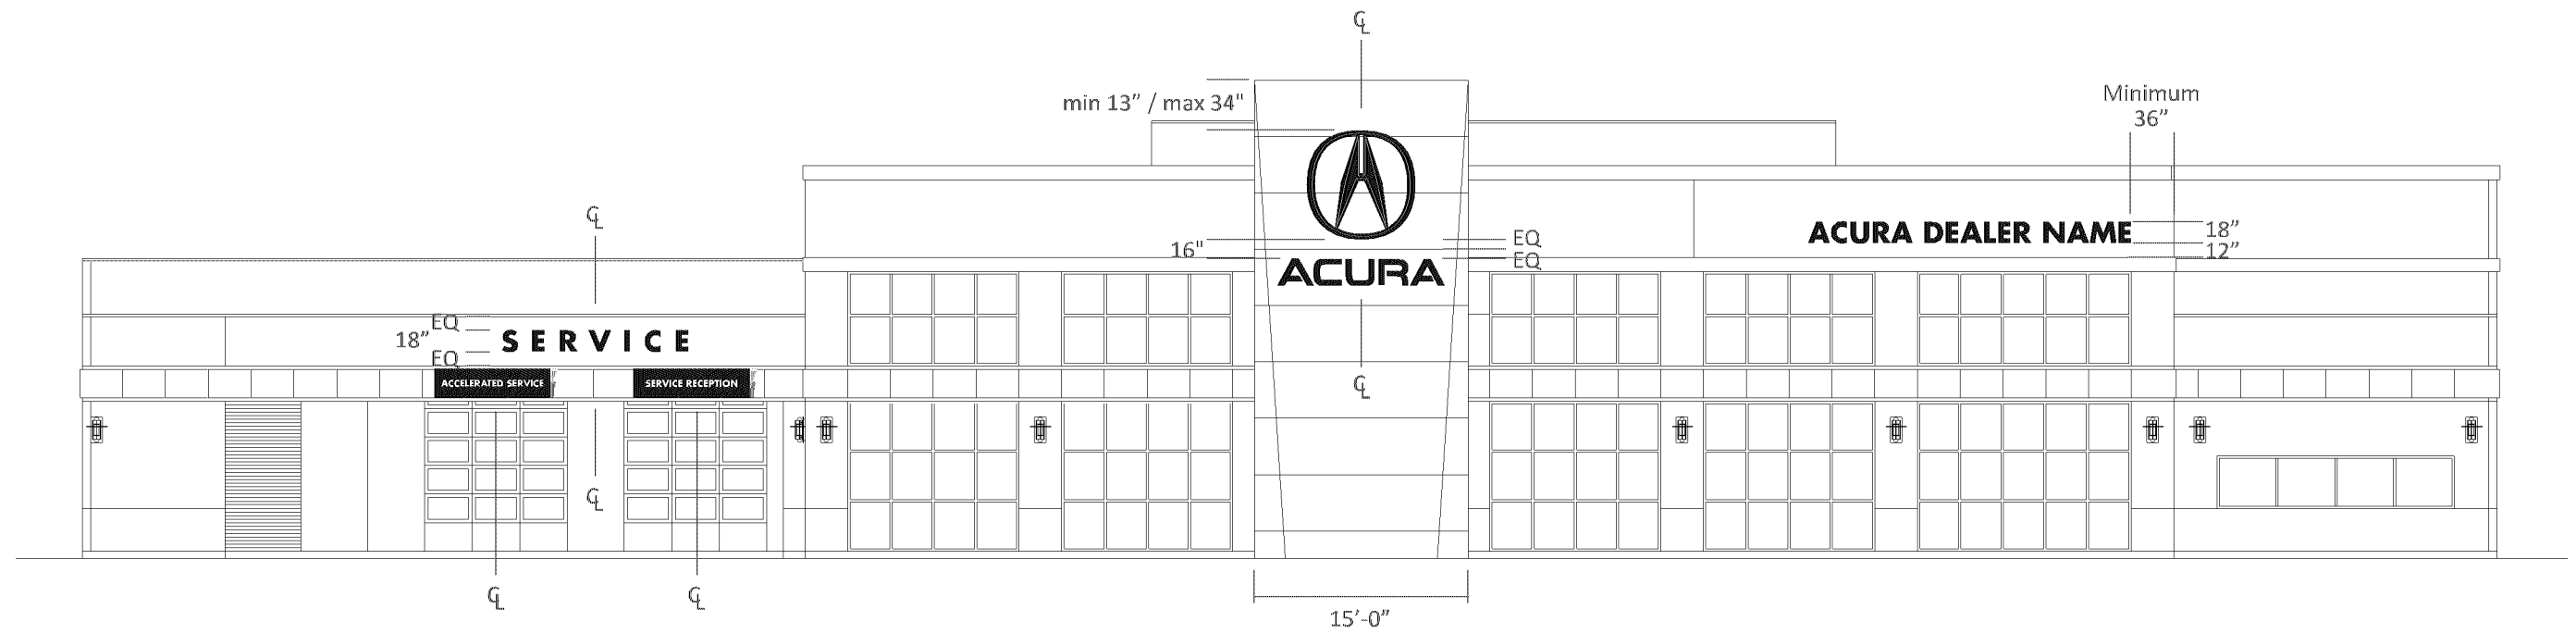 ℄
min 13” / max 34"
Minimum
36”
℄
ACURA DEALER NAME
18”
12”
16"
EQ
EQ
ACURA
EQ
18”
EQ
SERVICE
℄
ACCELERATED SERVICE
SERVICE RECEPTION
℄
℄
℄
15’-0”